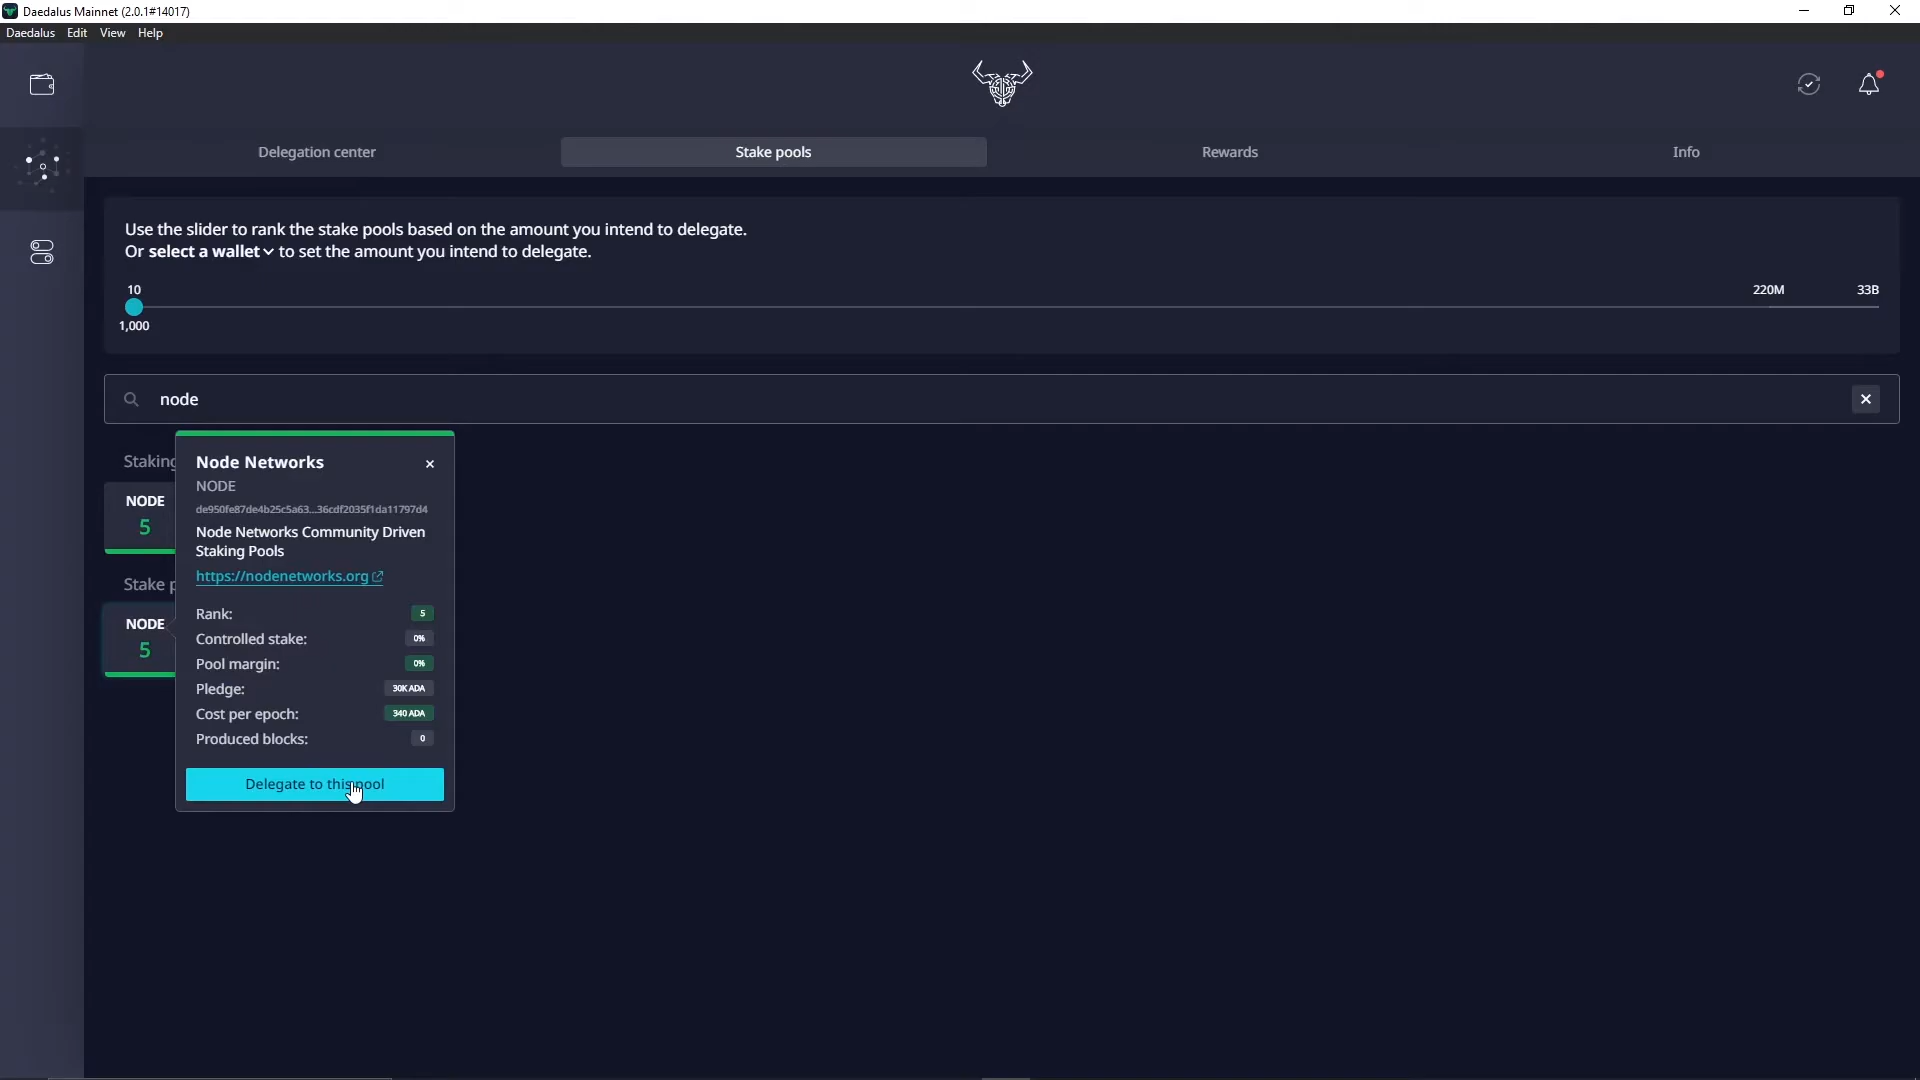 Daedalus Mainnet (2.0.1#14017)
Daedalus Edit View Help
Delegation center
Stake pools
Rewards
Info
Use the slider to rank the stake pools based on the amount you intend to delegate.
Or select a wallet to set the amount you intend to delegate.
10
220M
33B
1,000
node
Staking
NODE
5
Stake p
NODE
5
Node Networks
NODE
de950fe87de4b25c5a63...36cdf2035f1da11797d4
Node Networks Community Driven
Staking Pools
https://nodenetworks.org
Rank: 5
Controlled stake: 0%
Pool margin: 0%
Pledge: 30K ADA
Cost per epoch: 340 ADA
Produced blocks: 0
Delegate to this pool